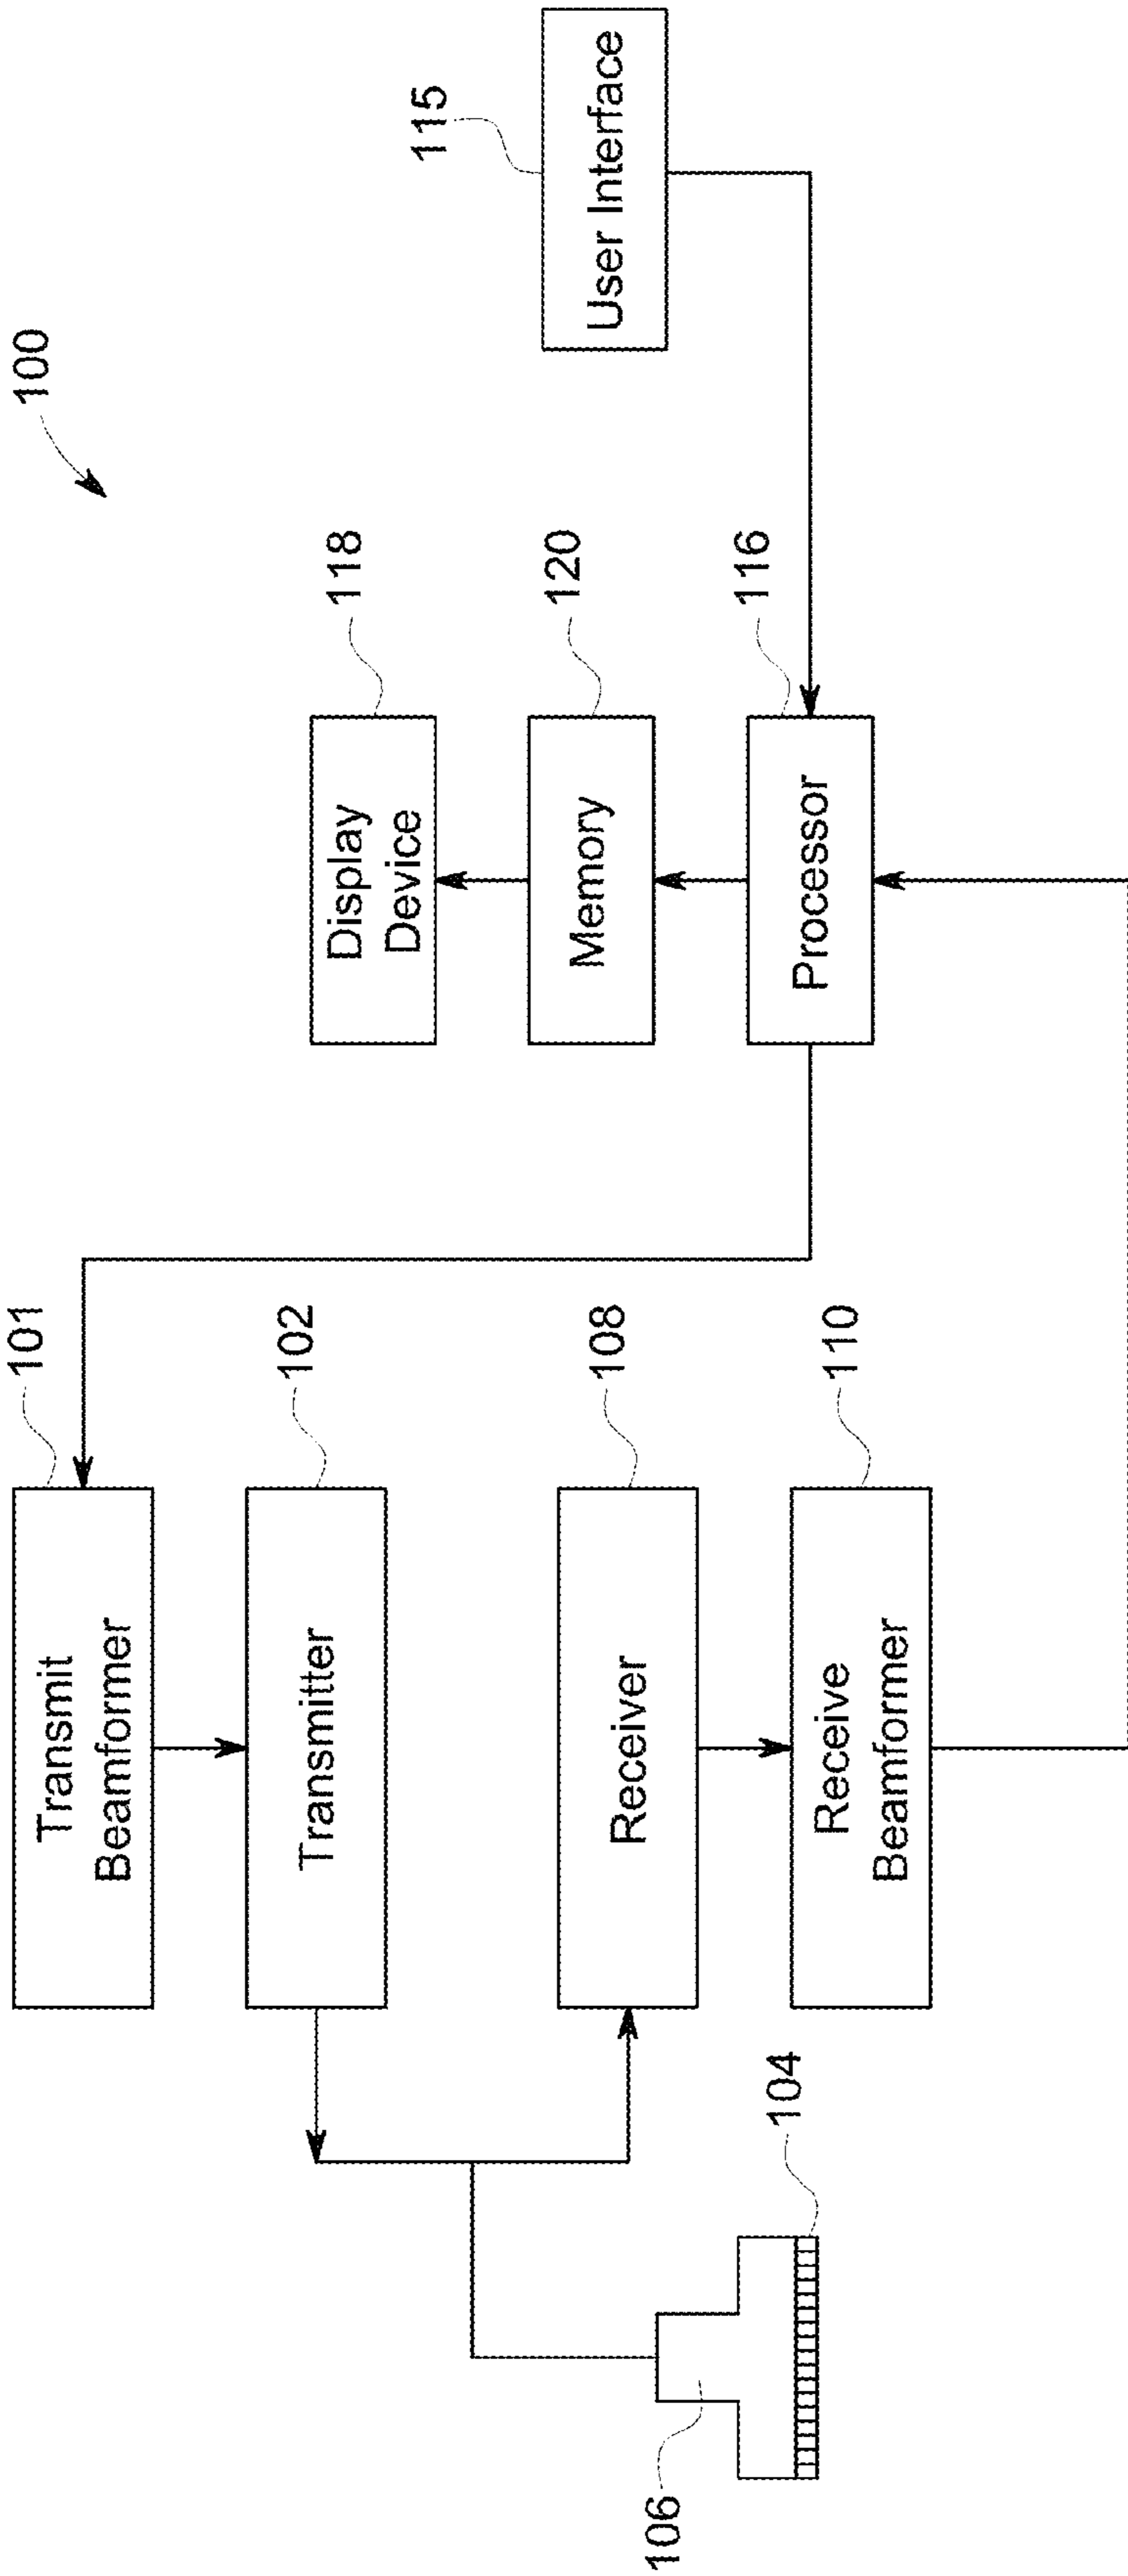 100
101
Transmit
Beamformer
102
Transmitter
108
Receiver
110
Receive
Beamformer
106
104
118
Display
Device
120
Memory
116
Processor
115
User Interface